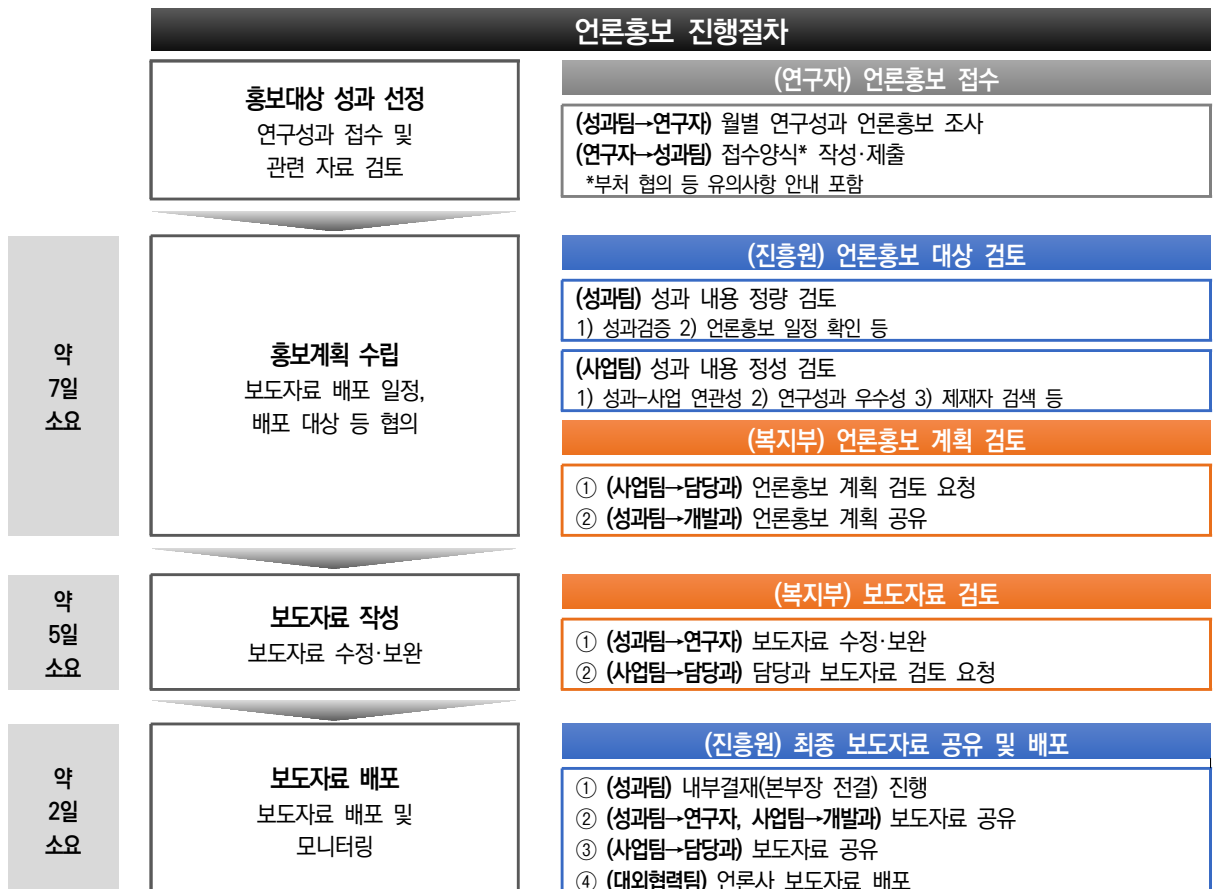 언론홍보 진행절차
홍보대상 성과 선정
연구성과 접수 및
관련 자료 검토
(연구자) 언론홍보 접수
(성과팀→연구자) 월별 연구성과 언론홍보 조사
(연구자→성과팀) 접수양식* 작성·제출
*부처 협의 등 유의사항 안내 포함
약
7일
소요
홍보계획 수립
보도자료 배포 일정,
배포 대상 등 협의
(진흥원) 언론홍보 대상 검토
(성과팀) 성과 내용 정량 검토
1) 성과검증 2) 언론홍보 일정 확인 등
(사업팀) 성과 내용 정성 검토
1) 성과-사업 연관성 2) 연구성과 우수성 3) 제재자 검색 등
(복지부) 언론홍보 계획 검토
① (사업팀→담당과) 언론홍보 계획 검토 요청
② (성과팀→개발과) 언론홍보 계획 공유
약
5일
소요
보도자료 작성
보도자료 수정·보완
(복지부) 보도자료 검토
① (성과팀→연구자) 보도자료 수정·보완
② (사업팀→담당과) 담당과 보도자료 검토 요청
약
2일
소요
보도자료 배포
보도자료 배포 및
모니터링
(진흥원) 최종 보도자료 공유 및 배포
① (성과팀) 내부결재(본부장 전결) 진행
② (성과팀→연구자, 사업팀→개발과) 보도자료 공유
③ (사업팀→담당과) 보도자료 공유
④ (대외협력팀) 언론사 보도자료 배포